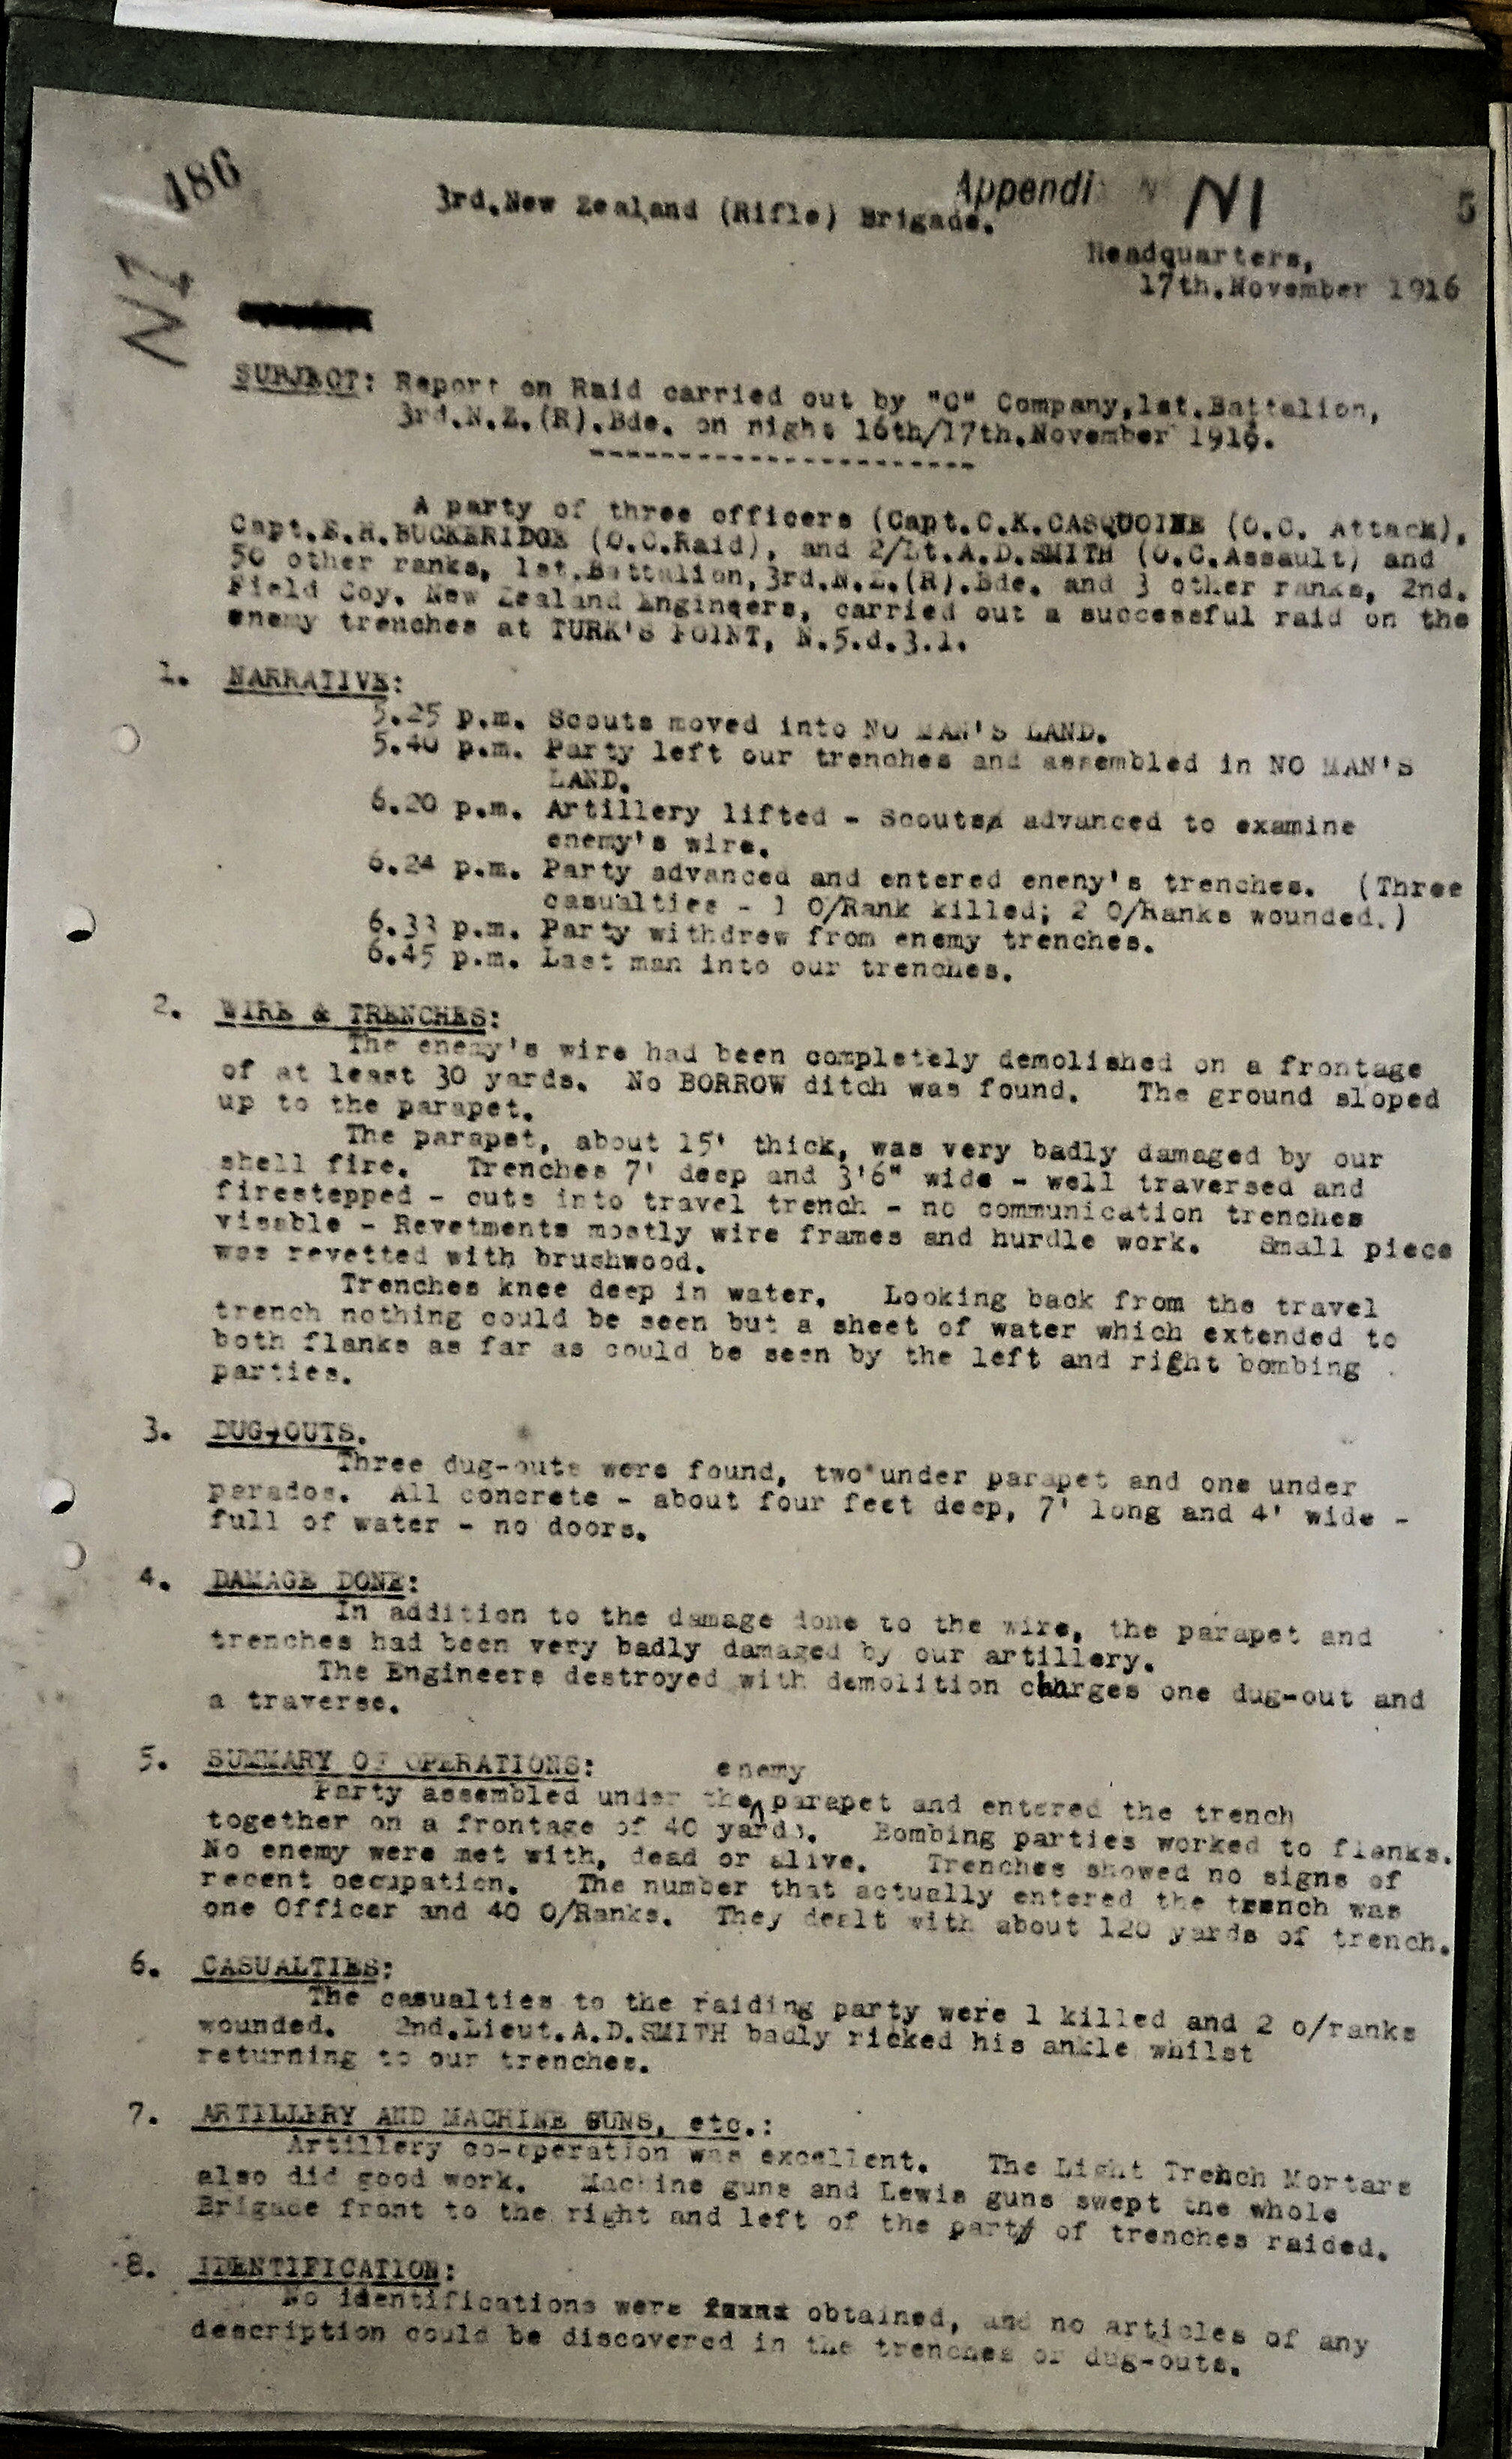 486
Appendi N1
5
3rd.New Zealand (Rifle) Brigade.
Headquarters,
17th.November 1916
N1
SUBJECT: Report on Raid carried out by "C" Company,1st.Battalion,
3rd.N.Z.(R).Bde. on night 16th/17th.November 1916.
----------------------
A party of three officers (Capt.C.K.CASQUOINE (O.C. Attack),
Capt.E.H.BUCKERIDGE (O.C.Raid), and 2/Lt.A.D.SMITH (O.C.Assault) and
50 other ranks, 1st.Battalion,3rd.N.Z.(R).Bde. and 3 other ranks, 2nd.
Field Coy. New Zealand Engineers, carried out a successful raid on the
enemy trenches at TURK'S POINT, N.5.d.3.1.
1. NARRATIVE:
5.25 p.m. Scouts moved into NO MAN'S LAND.
5.40 p.m. Party left our trenches and assembled in NO MAN'S
LAND.
6.20 p.m. Artillery lifted - Scouts advanced to examine
enemy's wire.
6.24 p.m. Party advanced and entered eneny's trenches. (Three
casualties - 1 O/Rank killed; 2 O/Ranks wounded.)
6.33 p.m. Party withdrew from enemy trenches.
6.45 p.m. Last man into our trenches.
2. WIRE & TRENCHES:
The enemy's wire had been completely demolished on a frontage
of at least 30 yards. No BORROW ditch was found. The ground sloped
up to the parapet.
The parapet, about 15' thick, was very badly damaged by our
shell fire. Trenches 7' deep and 3'6" wide - well traversed and
firestepped - cuts into travel trench - no communication trenches
visable - Revetments mostly wire frames and hurdle work. Small piece
was revetted with brushwood.
Trenches knee deep in water. Looking back from the travel
trench nothing could be seen but a sheet of water which extended to
both flanks as far as could be seen by the left and right bombing
parties.
3. DUG-OUTS.
Three dug-outs were found, two under parapet and one under
parados. All concrete - about four feet deep, 7' long and 4' wide -
full of water - no doors.
4. DAMAGE DONE:
In addition to the damage done to the wire, the parapet and
trenches had been very badly damaged by our artillery.
The Engineers destroyed with demolition charges one dug-out and
a traverse.
5. SUMMARY OF OPERATIONS:
Party assembled under the enemy parapet and entered the trench
together on a frontage of 40 yards. Bombing parties worked to flanks.
No enemy were met with, dead or alive. Trenches showed no signs of
recent occupation. The number that actually entered the trench was
one Officer and 40 O/Ranks. They dealt with about 120 yards of trench.
6. CASUALTIES:
The casualties to the raiding party were 1 killed and 2 o/ranks
wounded. 2nd.Lieut.A.D.SMITH badly ricked his ankle whilst
returning to our trenches.
7. ARTILLERY AND MACHINE GUNS, etc.:
Artillery co-operation was excellent. The Light Trench Mortars
also did good work. Machine guns and Lewis guns swept the whole
Brigade front to the right and left of the part of trenches raided.
8. IDENTIFICATION:
No identifications were obtained, and no articles of any
description could be discovered in the trenches or dug-outs.